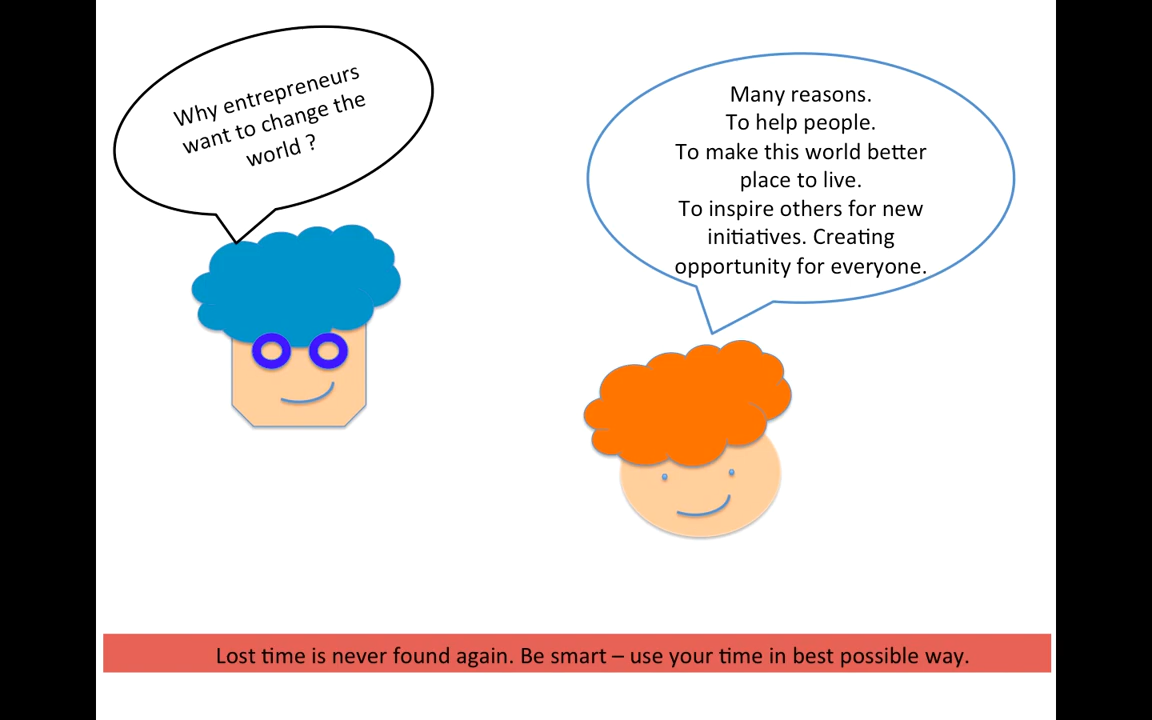 Why entrepreneurs
want to change the
world ?
Many reasons.
To help people.
To make this world better
place to live.
To inspire others for new
initiatives. Creating
opportunity for everyone.
Lost time is never found again. Be smart – use your time in best possible way.